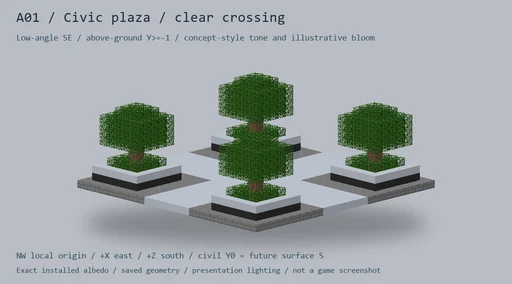 A01 / Civic plaza / clear crossing
Low-angle SE / above-ground Y>=-1 / concept-style tone and illustrative bloom
NW local origin / +X east / +Z south / civil Y0 = future surface S
Exact installed albedo / saved geometry / presentation lighting / not a game screenshot